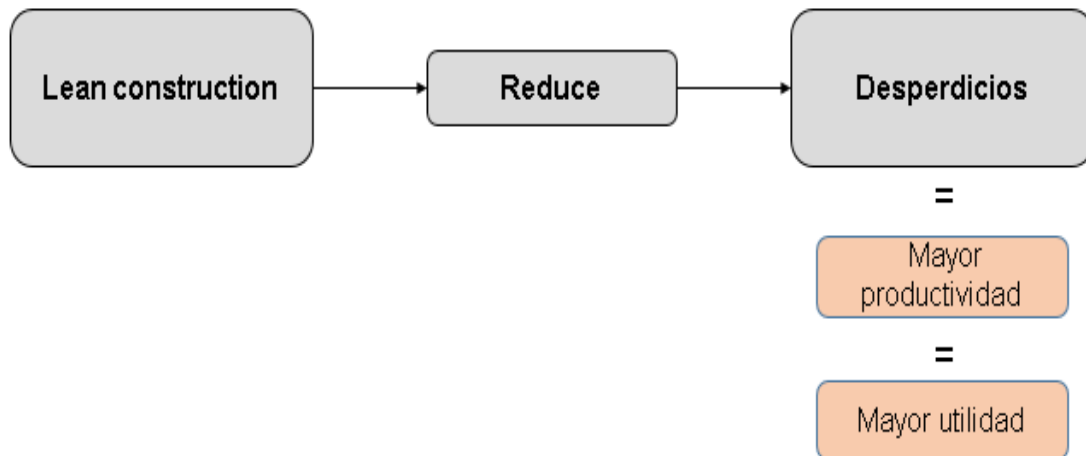 Lean construction
Reduce
Desperdicios
=
Mayor
productividad
=
Mayor utilidad